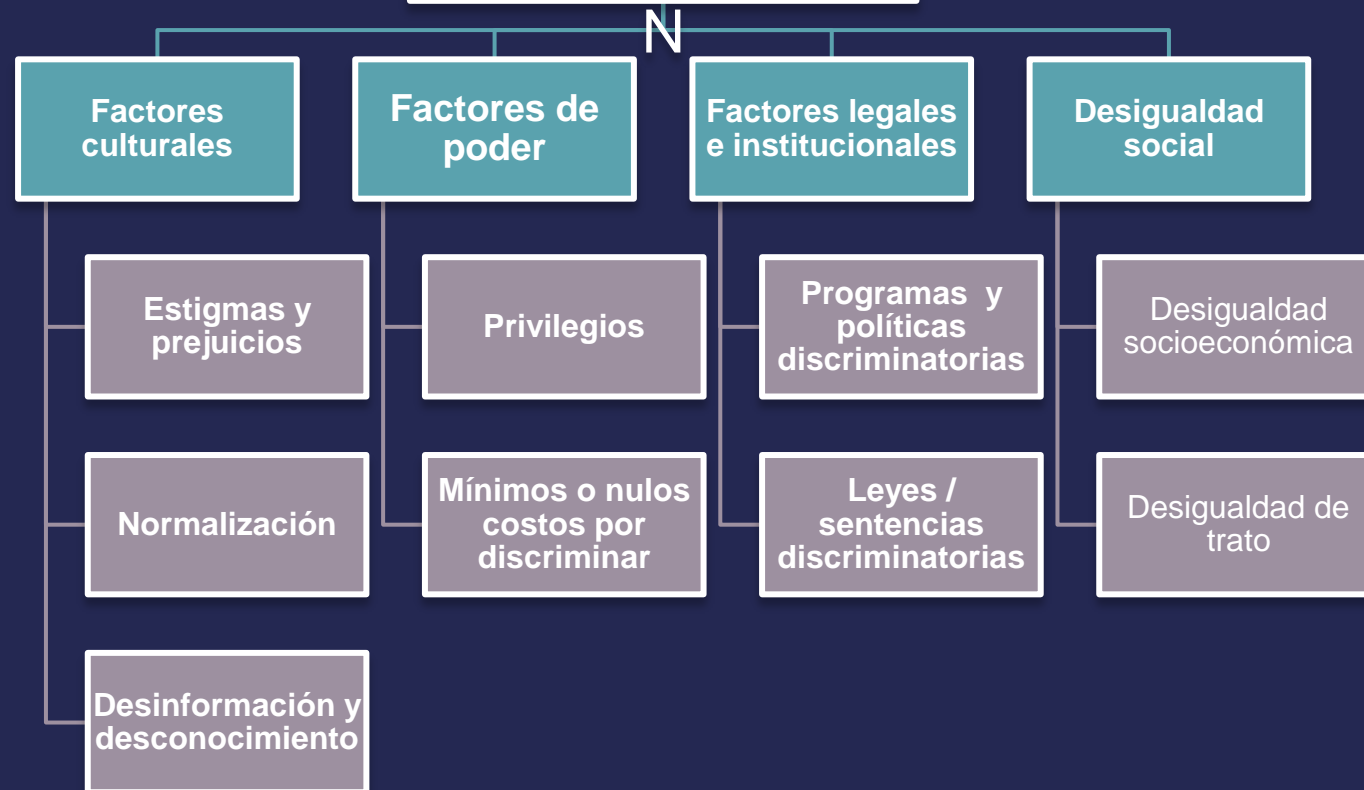 N
Factores
culturales
Factores de
poder
Factores legales
e institucionales
Desigualdad
social
Estigmas y
prejuicios
Privilegios
Programas y
políticas
discriminatorias
Desigualdad
socioeconómica
Normalización
Mínimos o nulos
costos por
discriminar
Leyes /
sentencias
discriminatorias
Desigualdad de
trato
Desinformación y
desconocimiento